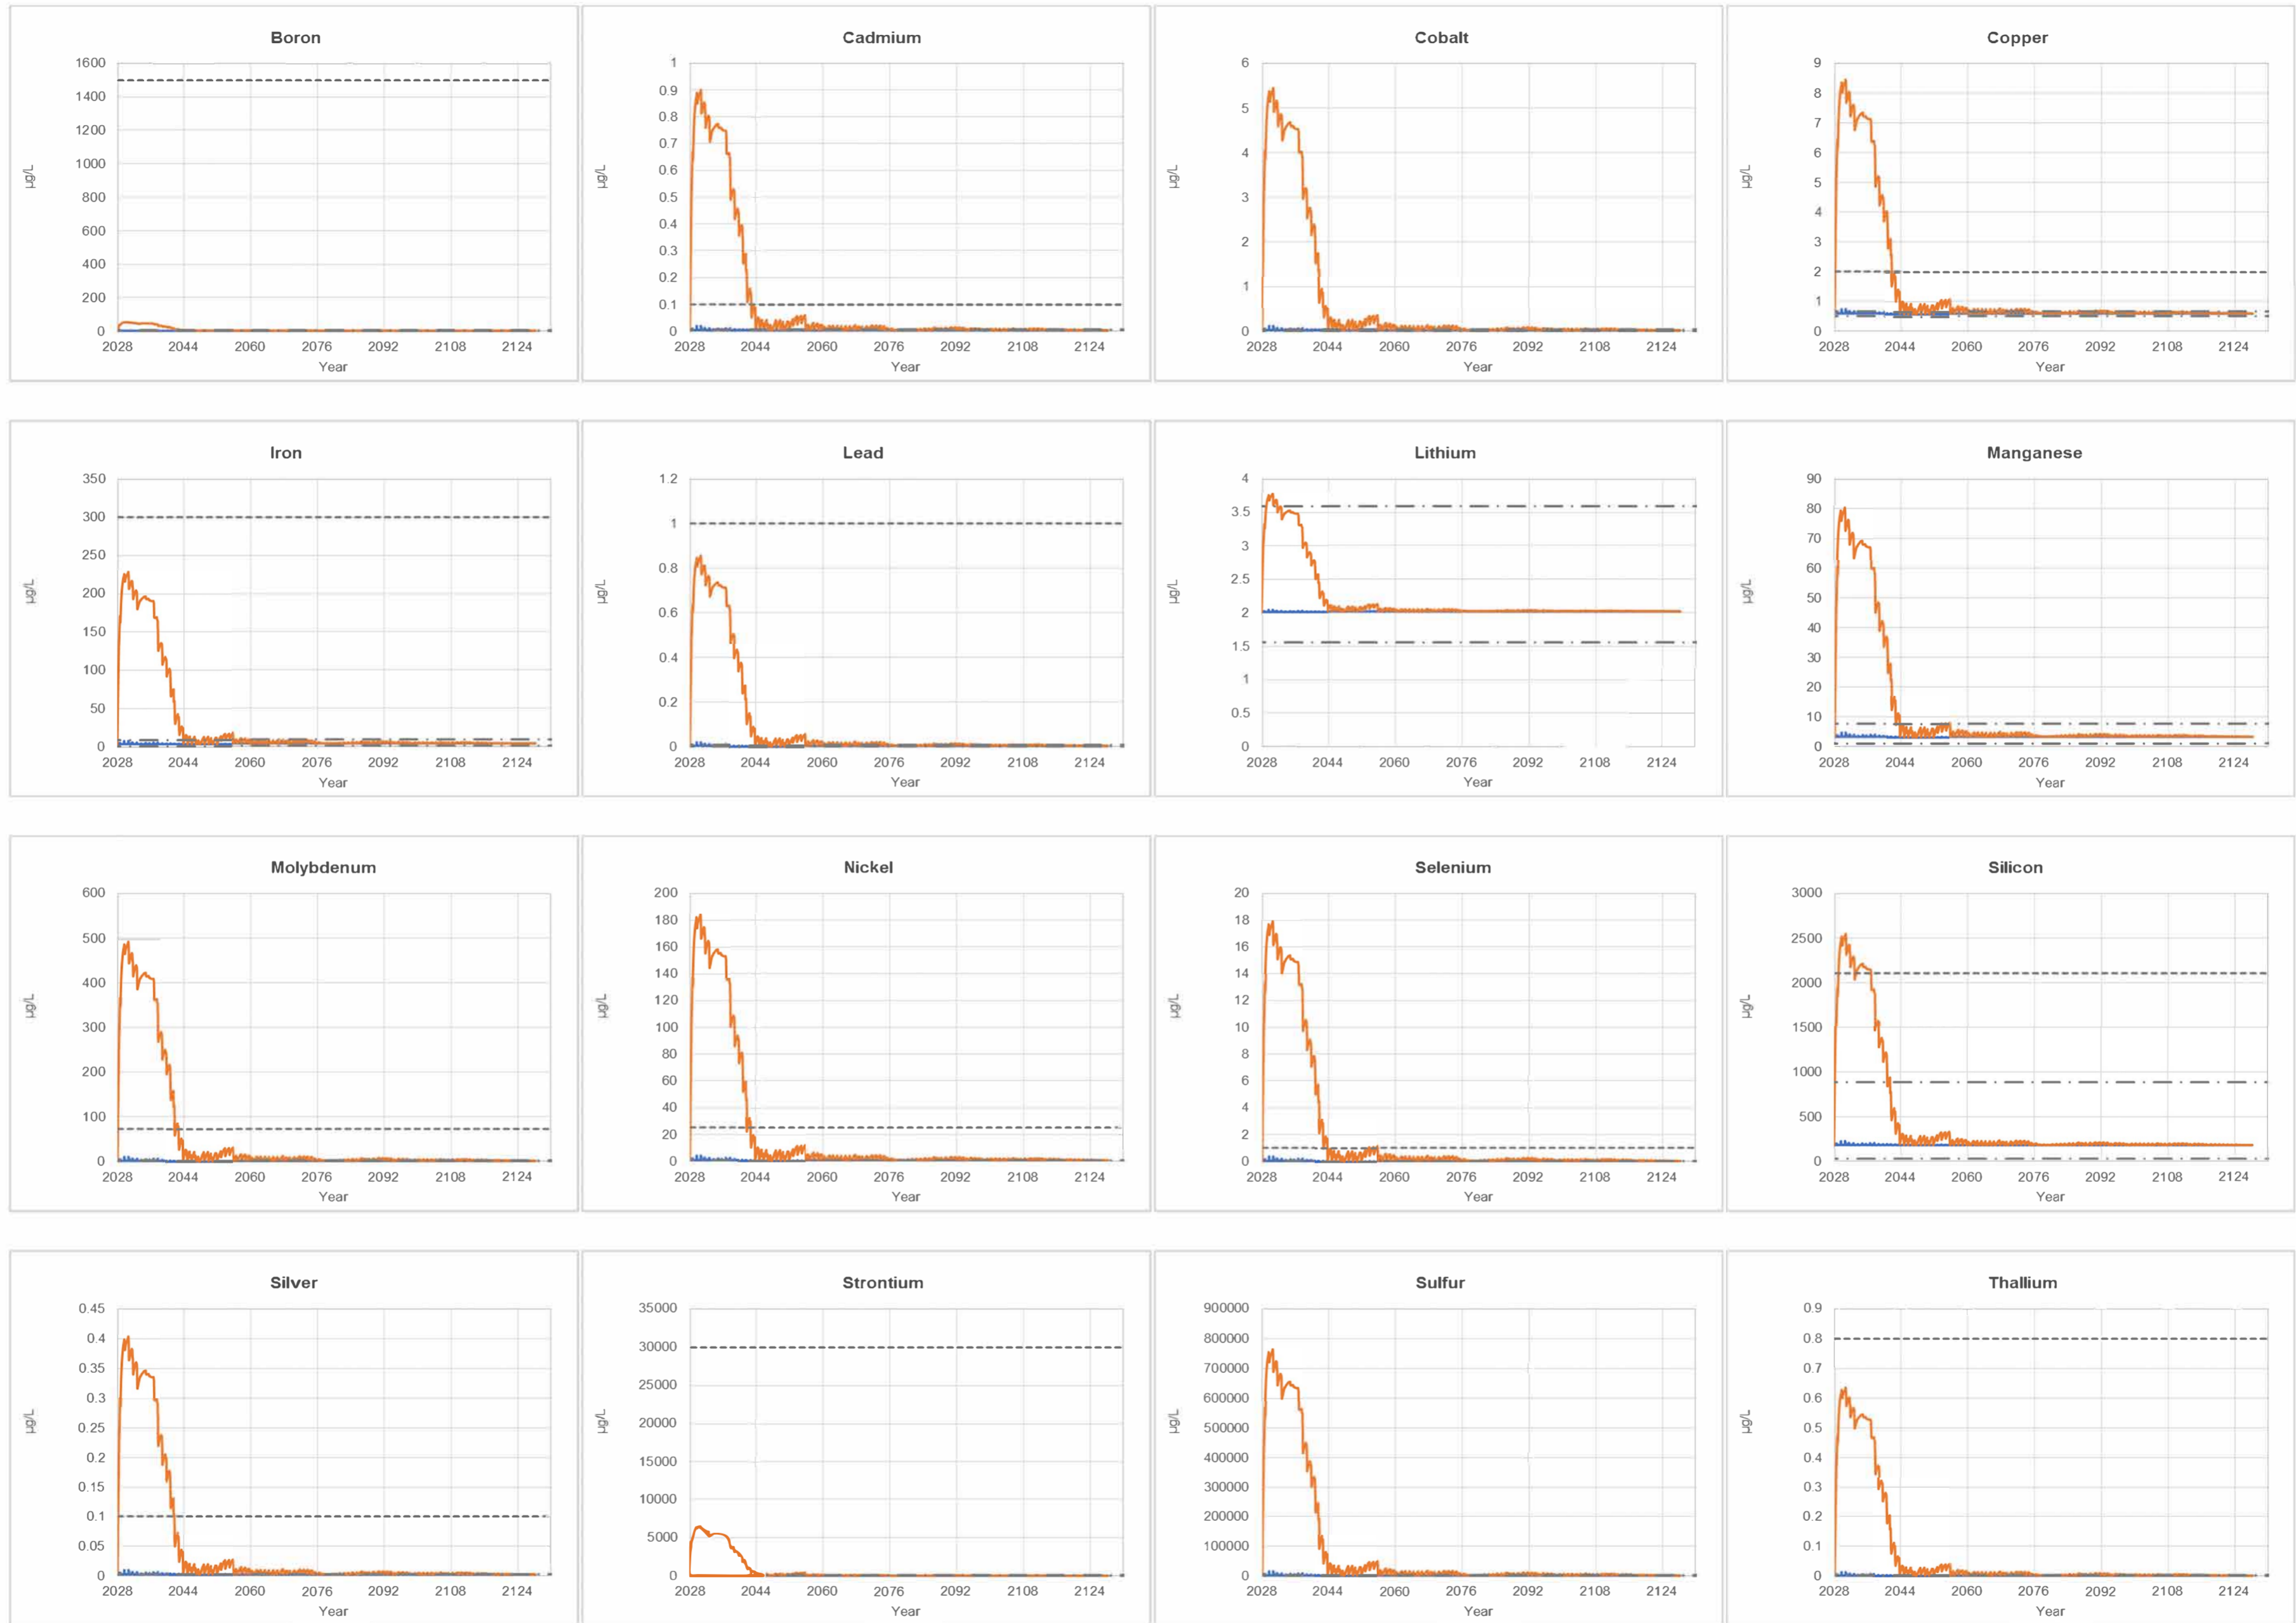 Boron
1600
1400
1200
1000
800
600
400
200
0
µg/L
2028 2044 2060 2076 2092 2108 2124
Year
Cadmium
1
0.9
0.8
0.7
0.6
0.5
0.4
0.3
0.2
0.1
0
µg/L
2028 2044 2060 2076 2092 2108 2124
Year
Cobalt
6
5
4
3
2
1
0
µg/L
2028 2044 2060 2076 2092 2108 2124
Year
Copper
9
8
7
6
5
4
3
2
1
0
µg/L
2028 2044 2060 2076 2092 2108 2124
Year
Iron
350
300
250
200
150
100
50
0
µg/L
2028 2044 2060 2076 2092 2108 2124
Year
Lead
1.2
1
0.8
0.6
0.4
0.2
0
µg/L
2028 2044 2060 2076 2092 2108 2124
Year
Lithium
4
3.5
3
2.5
2
1.5
1
0.5
0
µg/L
2028 2044 2060 2076 2092 2108 2124
Year
Manganese
90
80
70
60
50
40
30
20
10
0
µg/L
2028 2044 2060 2076 2092 2108 2124
Year
Molybdenum
600
500
400
300
200
100
0
µg/L
2028 2044 2060 2076 2092 2108 2124
Year
Nickel
200
180
160
140
120
100
80
60
40
20
0
µg/L
2028 2044 2060 2076 2092 2108 2124
Year
Selenium
20
18
16
14
12
10
8
6
4
2
0
µg/L
2028 2044 2060 2076 2092 2108 2124
Year
Silicon
3000
2500
2000
1500
1000
500
0
µg/L
2028 2044 2060 2076 2092 2108 2124
Year
Silver
0.45
0.4
0.35
0.3
0.25
0.2
0.15
0.1
0.05
0
µg/L
2028 2044 2060 2076 2092 2108 2124
Year
Strontium
35000
30000
25000
20000
15000
10000
5000
0
µg/L
2028 2044 2060 2076 2092 2108 2124
Year
Sulfur
900000
800000
700000
600000
500000
400000
300000
200000
100000
0
µg/L
2028 2044 2060 2076 2092 2108 2124
Year
Thallium
0.9
0.8
0.7
0.6
0.5
0.4
0.3
0.2
0.1
0
µg/L
2028 2044 2060 2076 2092 2108 2124
Year